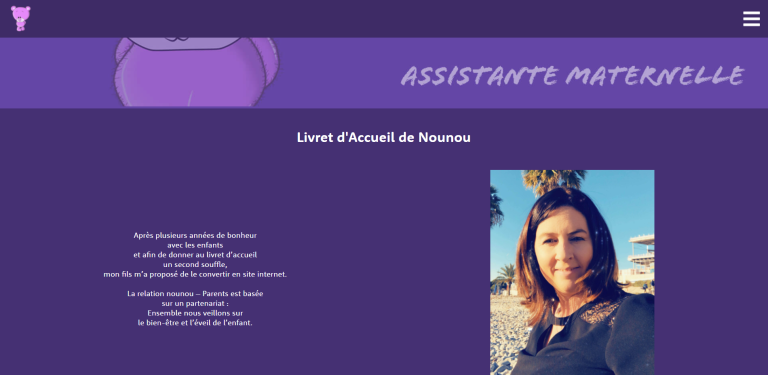 ASSISTANTE MATERNELLE
Livret d'Accueil de Nounou
Après plusieurs années de bonheur
avec les enfants
et afin de donner au livret d'accueil
un second souffle,
mon fils m'a proposé de le convertir en site internet.
La relation nounou – Parents est basée
sur un partenariat :
Ensemble nous veillons sur
le bien-être et l'éveil de l'enfant.